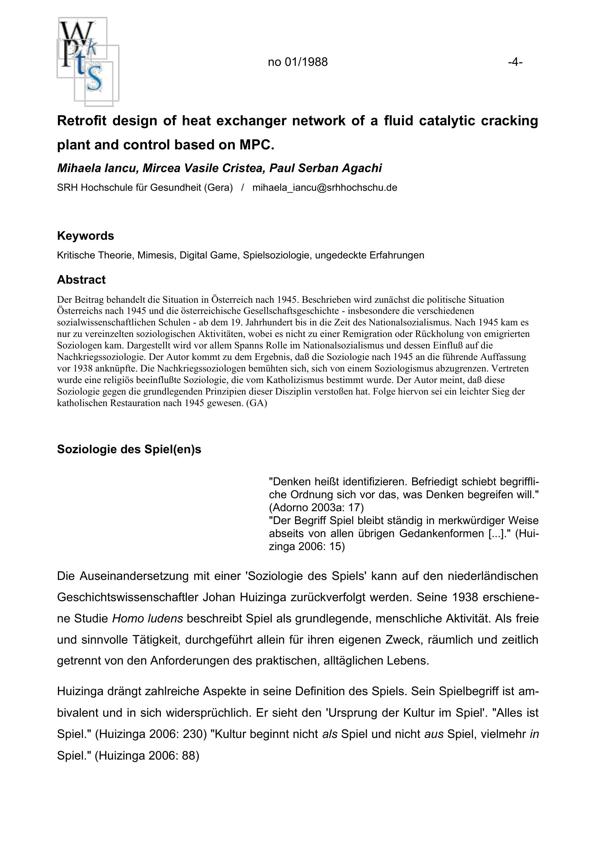 W
Pkts
no 01/1988 -4-
Retrofit design of heat exchanger network of a fluid catalytic cracking
plant and control based on MPC.
Mihaela Iancu, Mircea Vasile Cristea, Paul Serban Agachi
SRH Hochschule für Gesundheit (Gera) / mihaela_iancu@srhhochschu.de
Keywords
Kritische Theorie, Mimesis, Digital Game, Spielsoziologie, ungedeckte Erfahrungen
Abstract
Der Beitrag behandelt die Situation in Österreich nach 1945. Beschrieben wird zunächst die politische Situation
Österreichs nach 1945 und die österreichische Gesellschaftsgeschichte - insbesondere die verschiedenen
sozialwissenschaftlichen Schulen - ab dem 19. Jahrhundert bis in die Zeit des Nationalsozialismus. Nach 1945 kam es
nur zu vereinzelten soziologischen Aktivitäten, wobei es nicht zu einer Remigration oder Rückholung von emigrierten
Soziologen kam. Dargestellt wird vor allem Spanns Rolle im Nationalsozialismus und dessen Einfluß auf die
Nachkriegssoziologie. Der Autor kommt zu dem Ergebnis, daß die Soziologie nach 1945 an die führende Auffassung
vor 1938 anknüpfte. Die Nachkriegssoziologen bemühten sich, sich von einem Soziologismus abzugrenzen. Vertreten
wurde eine religiös beeinflußte Soziologie, die vom Katholizismus bestimmt wurde. Der Autor meint, daß diese
Soziologie gegen die grundlegenden Prinzipien dieser Disziplin verstoßen hat. Folge hiervon sei ein leichter Sieg der
katholischen Restauration nach 1945 gewesen. (GA)
Soziologie des Spiel(en)s
"Denken heißt identifizieren. Befriedigt schiebt begriffli-
che Ordnung sich vor das, was Denken begreifen will."
(Adorno 2003a: 17)
"Der Begriff Spiel bleibt ständig in merkwürdiger Weise
abseits von allen übrigen Gedankenformen [...]." (Hui-
zinga 2006: 15)
Die Auseinandersetzung mit einer 'Soziologie des Spiels' kann auf den niederländischen
Geschichtswissenschaftler Johan Huizinga zurückverfolgt werden. Seine 1938 erschiene-
ne Studie Homo ludens beschreibt Spiel als grundlegende, menschliche Aktivität. Als freie
und sinnvolle Tätigkeit, durchgeführt allein für ihren eigenen Zweck, räumlich und zeitlich
getrennt von den Anforderungen des praktischen, alltäglichen Lebens.
Huizinga drängt zahlreiche Aspekte in seine Definition des Spiels. Sein Spielbegriff ist am-
bivalent und in sich widersprüchlich. Er sieht den 'Ursprung der Kultur im Spiel'. "Alles ist
Spiel." (Huizinga 2006: 230) "Kultur beginnt nicht als Spiel und nicht aus Spiel, vielmehr in
Spiel." (Huizinga 2006: 88)